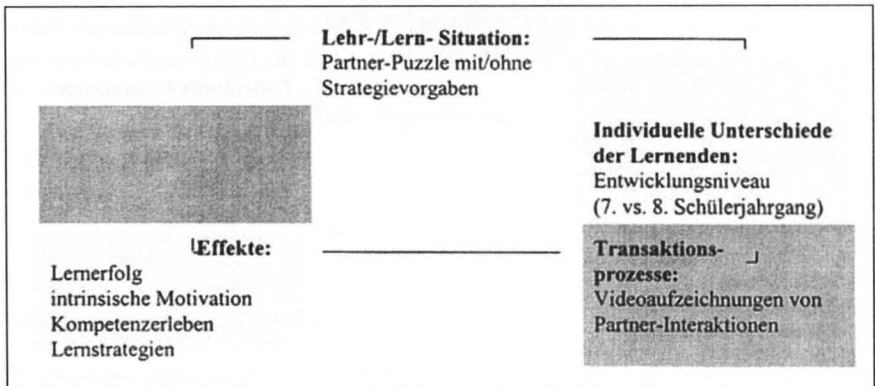 Lehr-/Lern- Situation:
Partner-Puzzle mit/ohne
Strategievorgaben
Individuelle Unterschiede
der Lernenden:
Entwicklungsniveau
(7. vs. 8. Schülerjahrgang)
Effekte:
Lernerfolg
intrinsische Motivation
Kompetenzerleben
Lernstrategien
Transaktions-
prozesse:
Videoaufzeichnungen von
Partner-Interaktionen